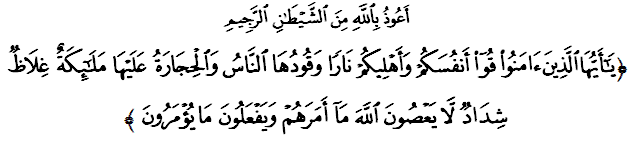 أَعُوذُ بِاللَّهِ مِنَ الشَّيْطَانِ الرَّجِيمِ
﴿يَٰٓأَيُّهَا ٱلَّذِينَ ءَامَنُوا۟ قُوٓا۟ أَنفُسَكُمْ وَأَهْلِيكُمْ نَارًا وَقُودُهَا ٱلنَّاسُ وَٱلْحِجَارَةُ عَلَيْهَا مَلَٰٓئِكَةٌ غِلَاظٌ
شِدَادٌ لَّا يَعْصُونَ ٱللَّهَ مَآ أَمَرَهُمْ وَيَفْعَلُونَ مَا يُؤْمَرُونَ ﴾